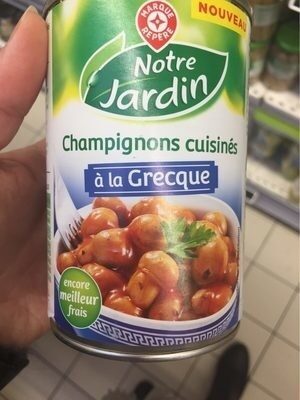 NOUVEAU
MARQUE
REPÈRE
Notre
Jardin
Champignons cuisinés
à la Grecque
encore
meilleur
frais